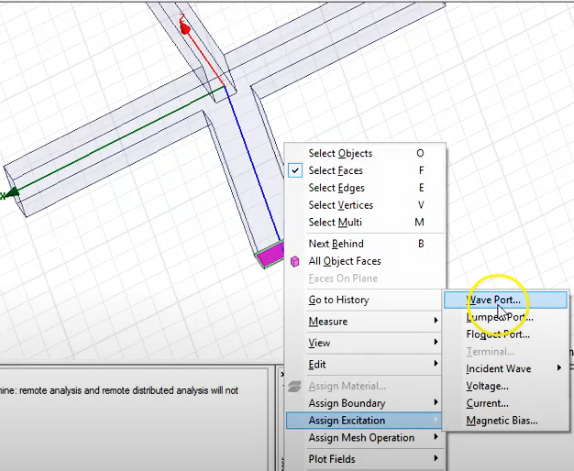 Z
Select Objects O
Select Faces F
Select Edges E
Select Vertices V
Select Multi M
Next Behind B
All Object Faces
Faces On Plane
Go to History
Measure
View
Edit
Assign Material...
Assign Boundary
Assign Excitation
Assign Mesh Operation
Plot Fields
Wave Port...
Lumped Port...
Floquet Port...
Terminal...
Incident Wave
Voltage...
Current...
Magnetic Bias...
ine: remote analysis and remote distributed analysis will not